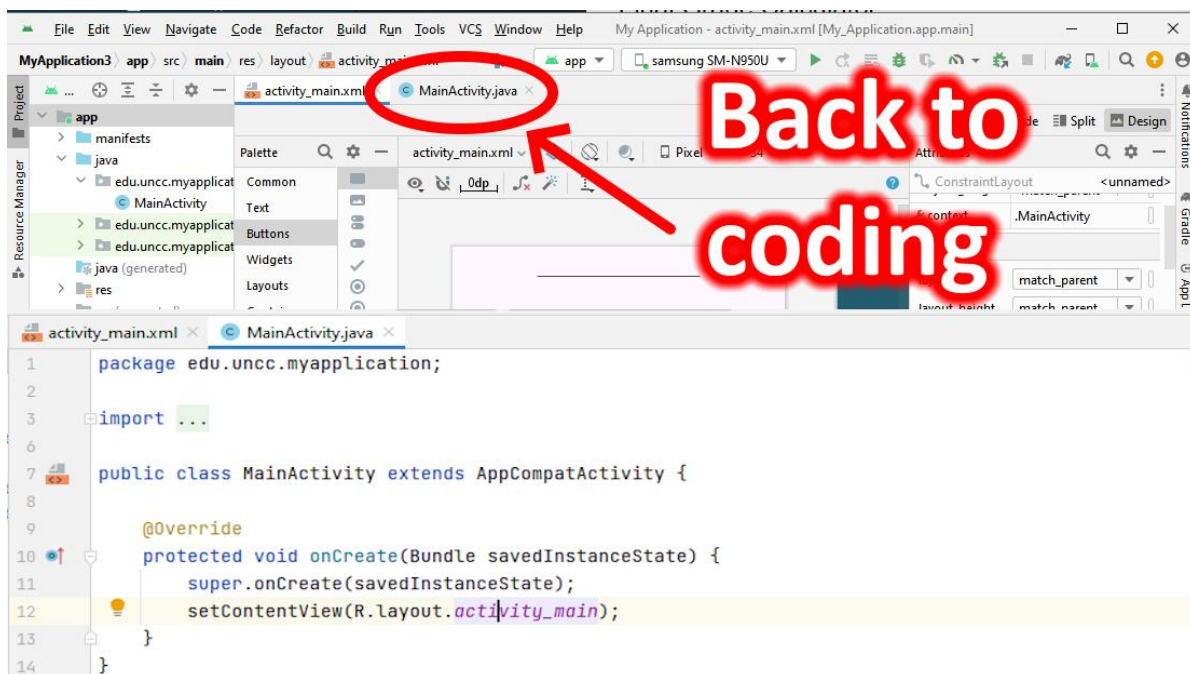 File Edit View Navigate Code Refactor Build Run Tools VCS Window Help My Application - activity_main.xml [My_Application.app.main]
MyApplication3 app src main res layout app samsung SM-N950U
Project ... activity_main.xml MainActivity.java
Back to
coding
app Split Design
manifests
java Palette activity_main.xml Pixel
edu.uncc.myapplicat Common 0dp ConstraintLayout <unnamed>
MainActivity Text context .MainActivity
edu.uncc.myapplicat Buttons
edu.uncc.myapplicat Widgets
java (generated) Layouts match_parent
res
layout_height match_parent
Resource Manager
Notifications
Gradle
activity_main.xml MainActivity.java
1 package edu.uncc.myapplication;
2
3 import ...
6
7 public class MainActivity extends AppCompatActivity {
8
9 @Override
10 protected void onCreate(Bundle savedInstanceState) {
11 super.onCreate(savedInstanceState);
12 setContentView(R.layout.activity_main);
13 }
14 }